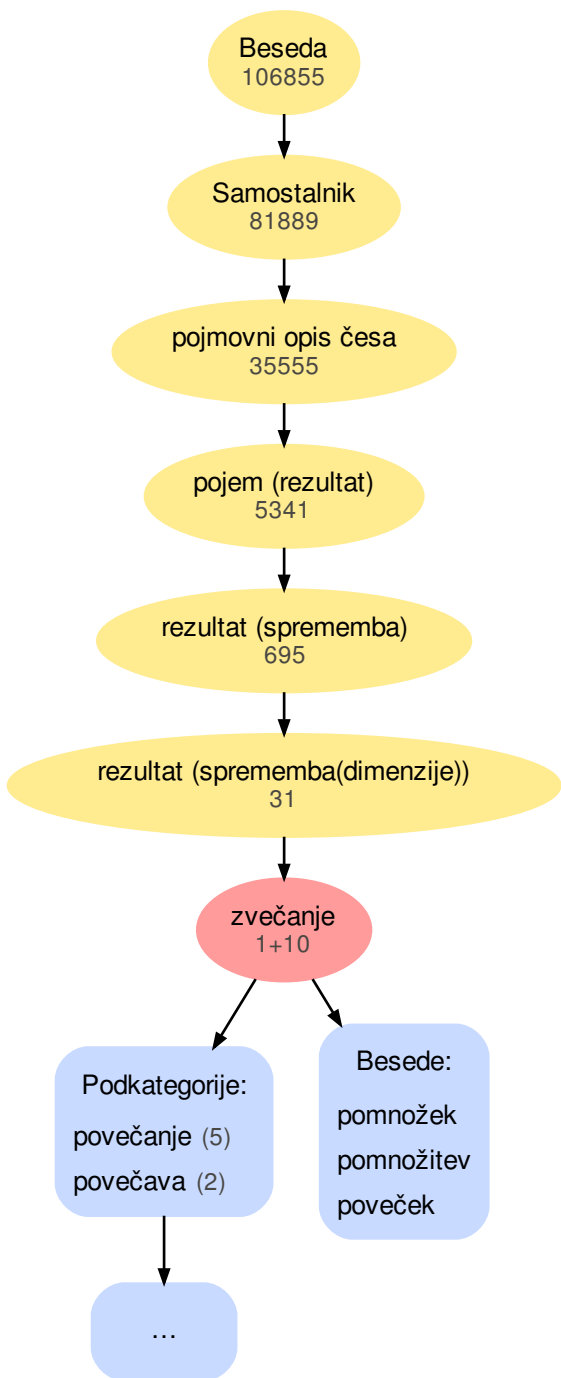 Beseda
106855
Samostalnik
81889
pojmovni opis česa
35555
pojem (rezultat)
5341
rezultat (sprememba)
695
rezultat (sprememba(dimenzije))
31
zvečanje
1+10
Podkategorije:
povečanje (5)
povečava (2)
Besede:
pomnožek
pomnožitev
poveček
…